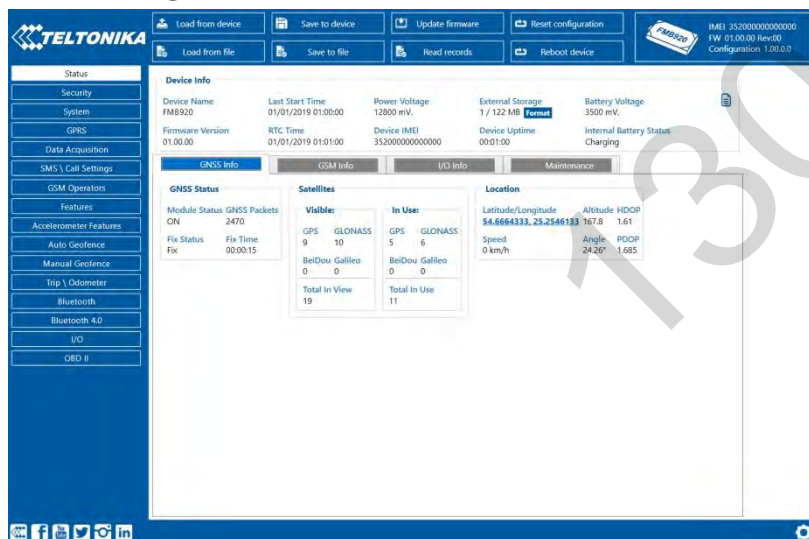 TELTONIKA
Load from device
Save to device
Update firmware
Reset configuration
Load from file
Save to file
Read records
Reboot device
FMB920
IMEI 352000000000000
FW 01.00.00 Rev:00
Configuration 1.00.0.0
Status
Security
System
GPRS
Data Acquisition
SMS \ Call Settings
GSM Operators
Features
Accelerometer Features
Auto Geofence
Manual Geofence
Trip \ Odometer
Bluetooth
Bluetooth 4.0
I/O
OBD II
Device Info
Device Name Last Start Time Power Voltage External Storage Battery Voltage
FMB920 01/01/2019 01:00:00 12800 mV. 1 / 122 MB Format 3500 mV.
Firmware Version RTC Time Device IMEI Device Uptime Internal Battery Status
01.00.00 01/01/2019 01:01:00 352000000000000 00:01:00 Charging
GNSS Info GSM Info I/O Info Maintenance
GNSS Status
Module Status GNSS Packets
ON 2470
Fix Status Fix Time
Fix 00:00:15
Satellites
Visible:
GPS GLONASS
9 10
BeiDou Galileo
0 0
Total In View
19
In Use:
GPS GLONASS
5 6
BeiDou Galileo
0 0
Total In Use
11
Location
Latitude/Longitude Altitude HDOP
54.6664333, 25.2546133 167.8 1.61
Speed Angle PDOP
0 km/h 24.26° 1.685
130